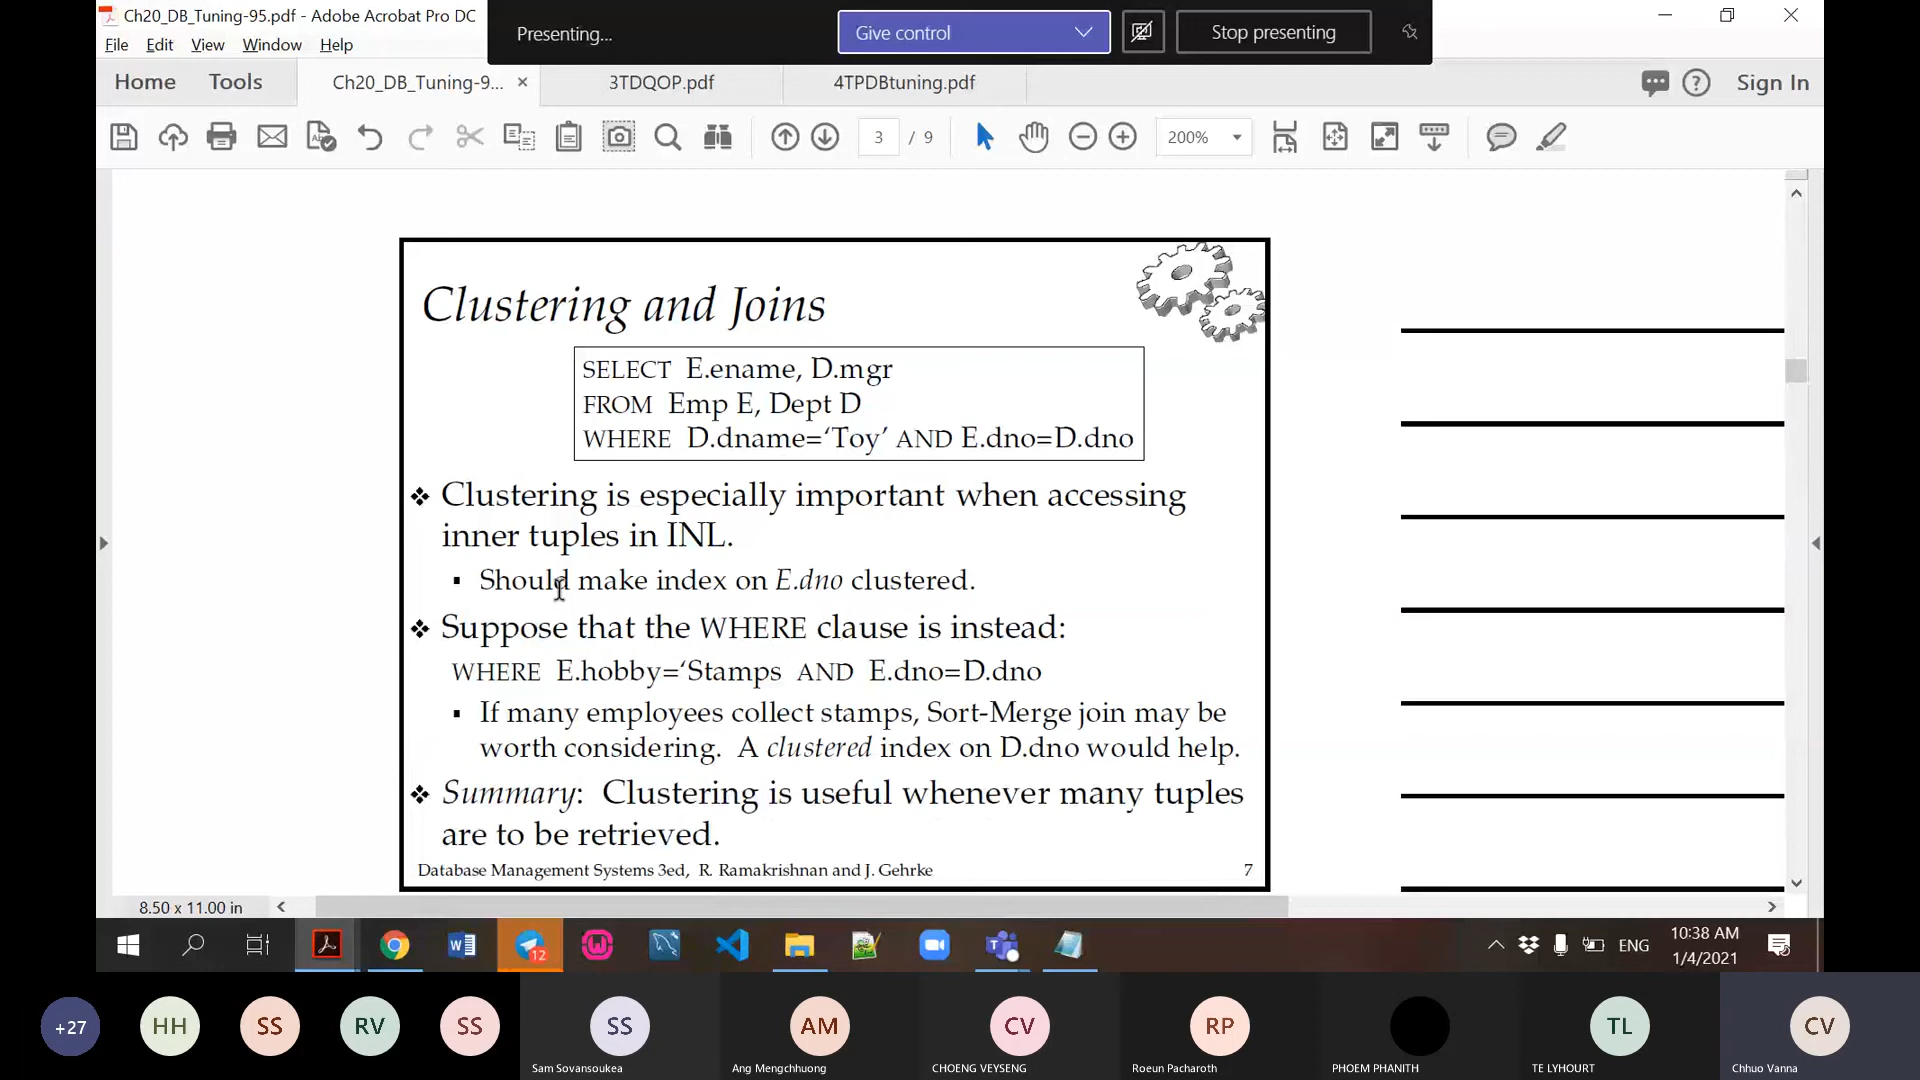 Ch20_DB_Tuning-95.pdf - Adobe Acrobat Pro DC
Presenting...
Give control
Stop presenting
File Edit View Window Help
Home Tools Ch20_DB_Tuning-9... × 3TDQOP.pdf 4TPDBtuning.pdf Sign In
3 / 9 200%
Clustering and Joins
SELECT E.ename, D.mgr
FROM Emp E, Dept D
WHERE D.dname=‘Toy’ AND E.dno=D.dno
❖ Clustering is especially important when accessing
inner tuples in INL.
▪ Should make index on E.dno clustered.
❖ Suppose that the WHERE clause is instead:
WHERE E.hobby=‘Stamps AND E.dno=D.dno
▪ If many employees collect stamps, Sort-Merge join may be
worth considering. A clustered index on D.dno would help.
❖ Summary: Clustering is useful whenever many tuples
are to be retrieved.
Database Management Systems 3ed, R. Ramakrishnan and J. Gehrke 7
8.50 x 11.00 in
12
ENG
10:38 AM
1/4/2021
+27 HH SS RV SS SS AM CV RP TL CV
Sam Sovansoukea Ang Mengchhuong CHOENG VEYSENG Roeun Pacharoth PHOEM PHANITH TE LYHOURT Chhuo Vanna